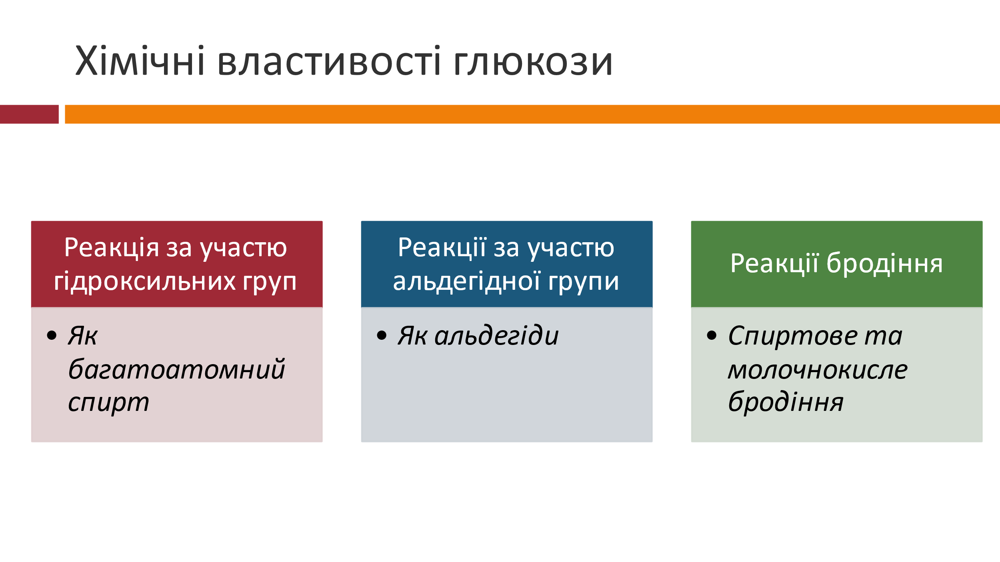 Хімічні властивості глюкози
Реакція за участю
гідроксильних груп
• Як
багатоатомний
спирт
Реакції за участю
альдегідної групи
• Як альдегіди
Реакції бродіння
• Спиртове та
молочнокисле
бродіння